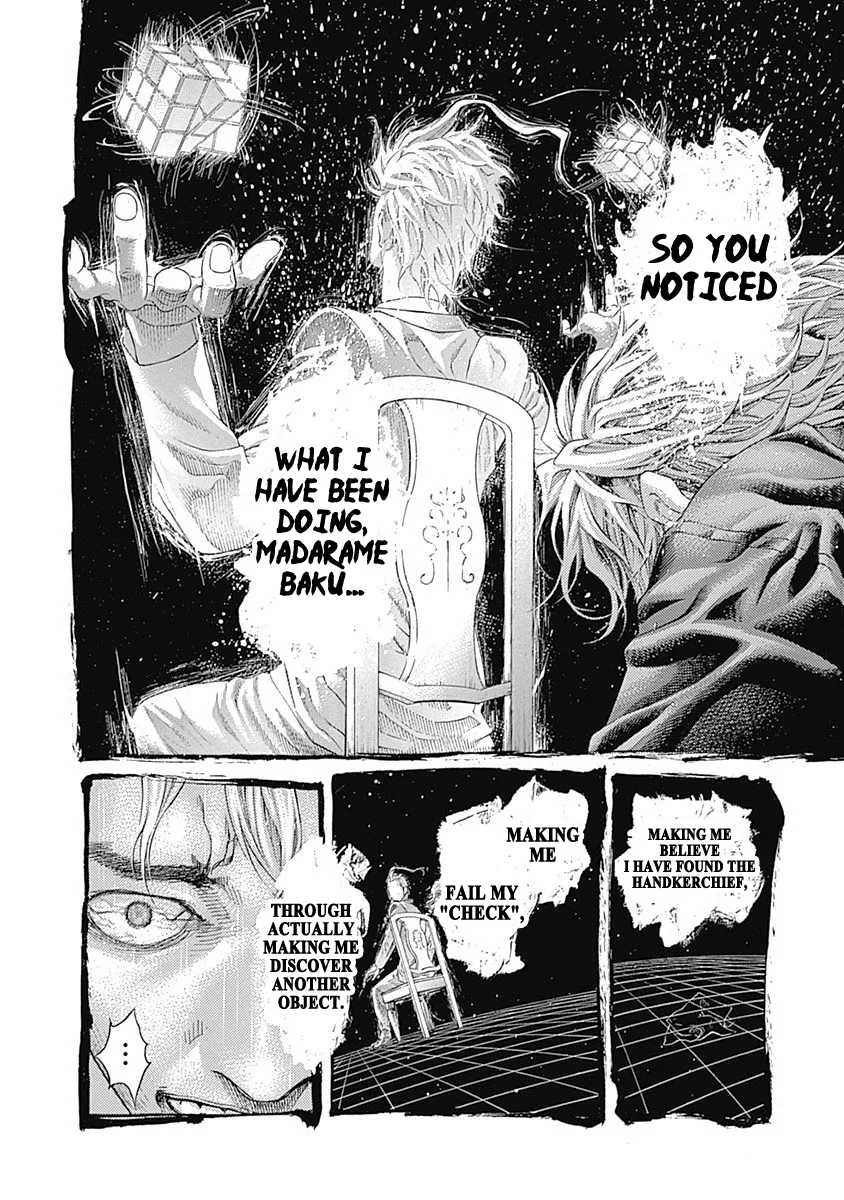 SO YOU
NOTICED
WHAT I
HAVE BEEN
DOING,
MADARAME
BAKU...
MAKING ME
BELIEVE
I HAVE FOUND THE
HANDKERCHIEF,
MAKING
ME
FAIL MY
"CHECK",
THROUGH
ACTUALLY
MAKING ME
DISCOVER
ANOTHER
OBJECT.
...